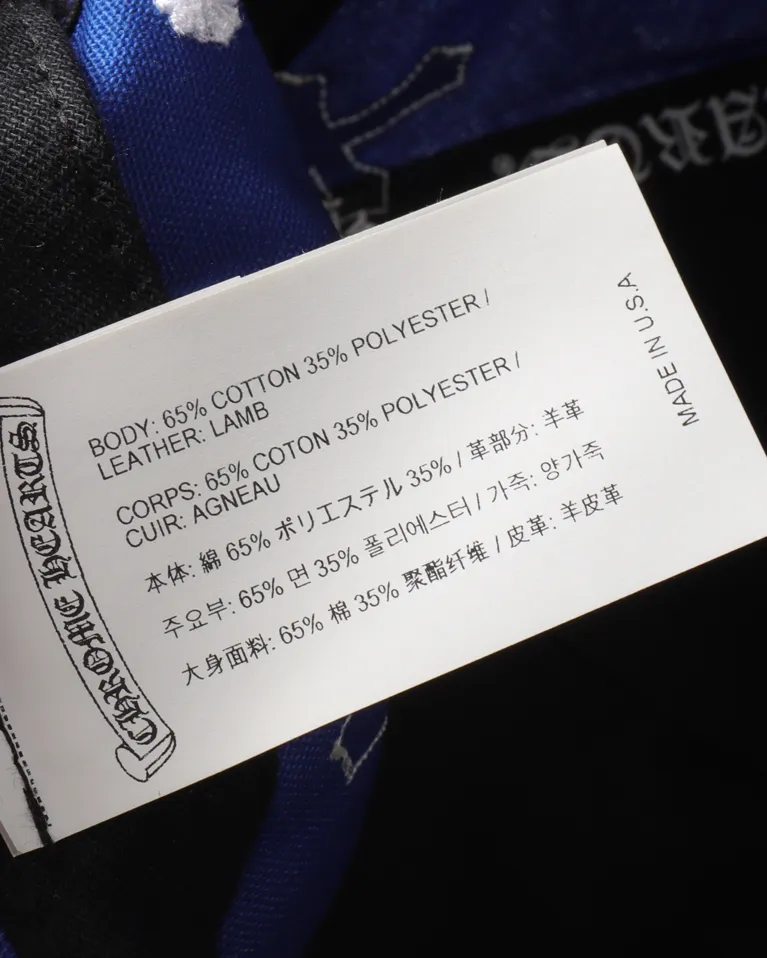 BODY: 65% COTTON 35% POLYESTER /
LEATHER: LAMB
CORPS: 65% COTON 35% POLYESTER /
CUIR: AGNEAU
本体: 綿 65% ポリエステル 35% / 革部分: 羊革
주요부: 65% 면 35% 폴리에스터 / 가죽: 양가죽
大身面料: 65% 棉 35% 聚酯纤维 / 皮革: 羊皮革
MADE IN U.S.A
CHROME HEARTS